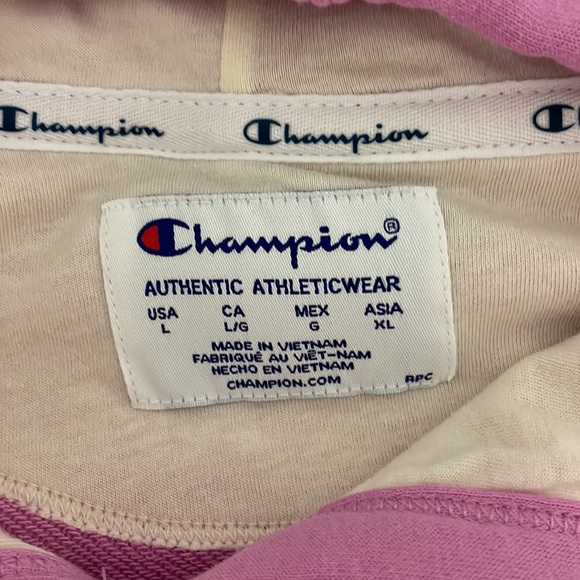 Champion Champion C
Champion®
AUTHENTIC ATHLETICWEAR
USA CA MEX ASIA
L L/G G XL
MADE IN VIETNAM
FABRIQUÉ AU VIÊT-NAM
HECHO EN VIETNAM
CHAMPION.COM
RPC